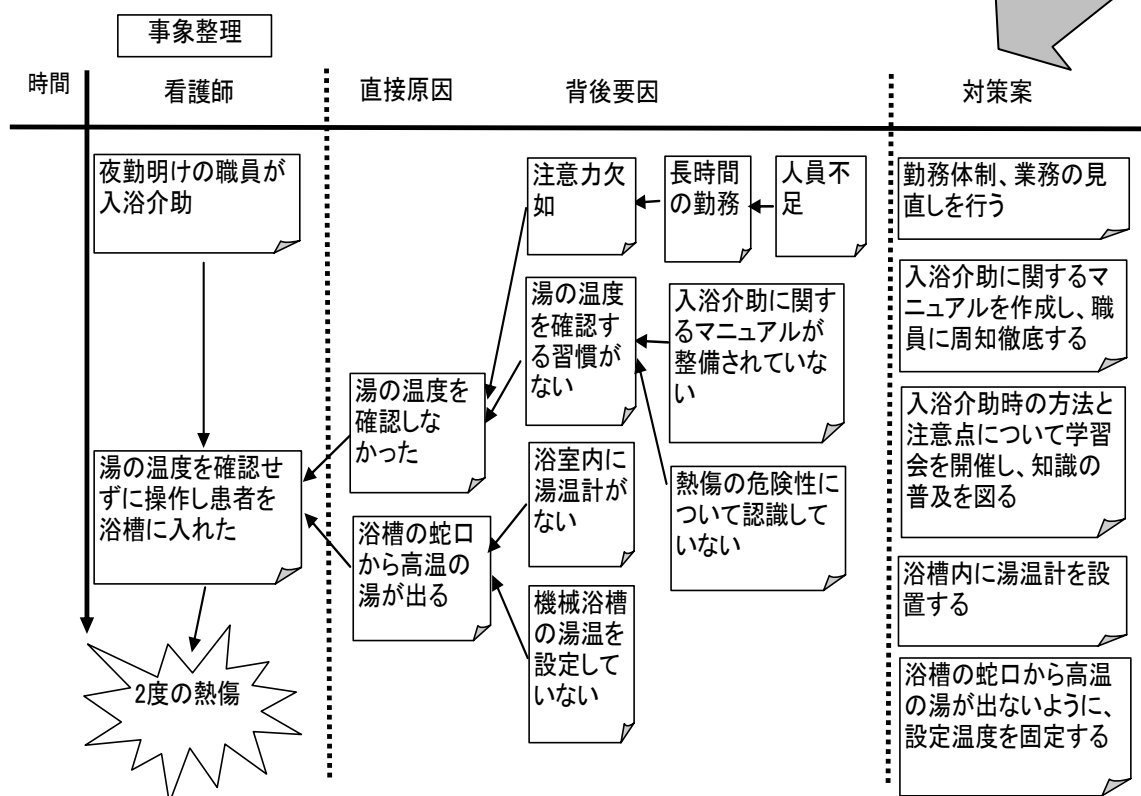 事象整理
時間
看護師
直接原因
背後要因
対策案
夜勤明けの職員が
入浴介助
湯の温度を確認せ
ずに操作し患者を
浴槽に入れた
2度の熱傷
湯の温度を
確認しな
かった
浴槽の蛇口
から高温の
湯が出る
注意力欠
如
長時間
の勤務
人員不
足
湯の温度
を確認す
る習慣が
ない
入浴介助に関す
るマニュアルが
整備されていな
い
浴室内に
湯温計が
ない
熱傷の危険性に
ついて認識して
いない
機械浴槽
の湯温を
設定して
いない
勤務体制、業務の見
直しを行う
入浴介助に関するマ
ニュアルを作成し、職
員に周知徹底する
入浴介助時の方法と
注意点について学習
会を開催し、知識の
普及を図る
浴槽内に湯温計を設
置する
浴槽の蛇口から高温
の湯が出ないように、
設定温度を固定する